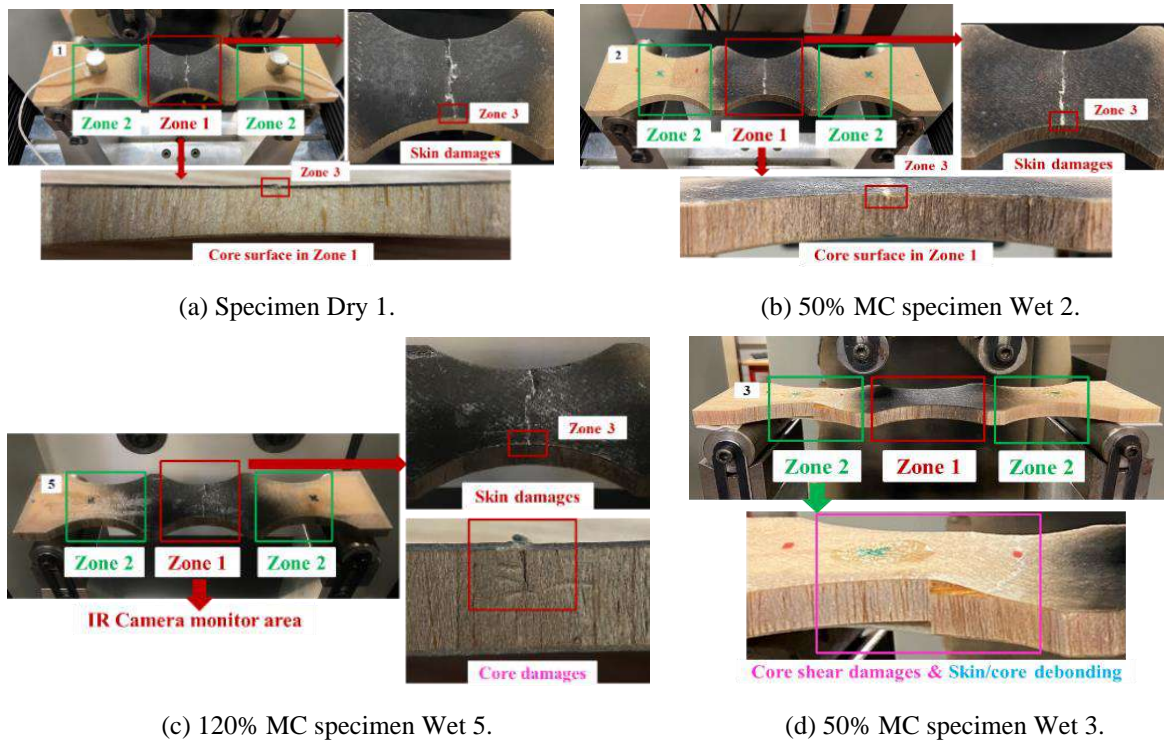 1
Zone 2
Zone 1
Zone 2
Zone 3
Skin damages
Zone 3
Core surface in Zone 1
(a) Specimen Dry 1.
2
Zone 2
Zone 1
Zone 2
Zone 3
Skin damages
Zone 3
Core surface in Zone 1
(b) 50% MC specimen Wet 2.
5
Zone 2
Zone 1
Zone 2
IR Camera monitor area
Zone 3
Skin damages
Core damages
(c) 120% MC specimen Wet 5.
3
Zone 2
Zone 1
Zone 2
Core shear damages & Skin/core debonding
(d) 50% MC specimen Wet 3.